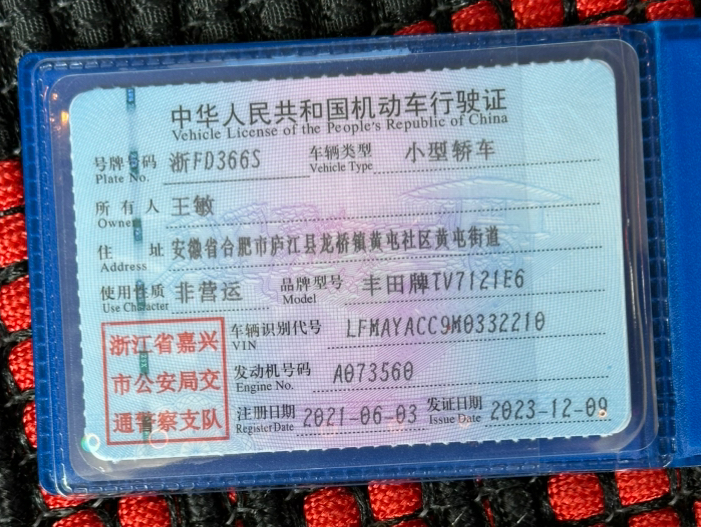 中华人民共和国机动车行驶证
Vehicle License of the People's Republic of China
号牌号码 浙FD366S 车辆类型 小型轿车
Plate No. Vehicle Type
所有人 王敏
Owner
住址 安徽省合肥市庐江县龙桥镇黄屯社区黄屯街道
Address
使用性质 非营运 品牌型号 丰田牌TV7121E6
Use Character Model
车辆识别代号 LFMAYACC9M0332210
VIN
发动机号码 A073560
Engine No.
注册日期 2021-06-03 发证日期 2023-12-09
Register Date Issue Date
浙江省嘉兴
市公安局交
通警察支队